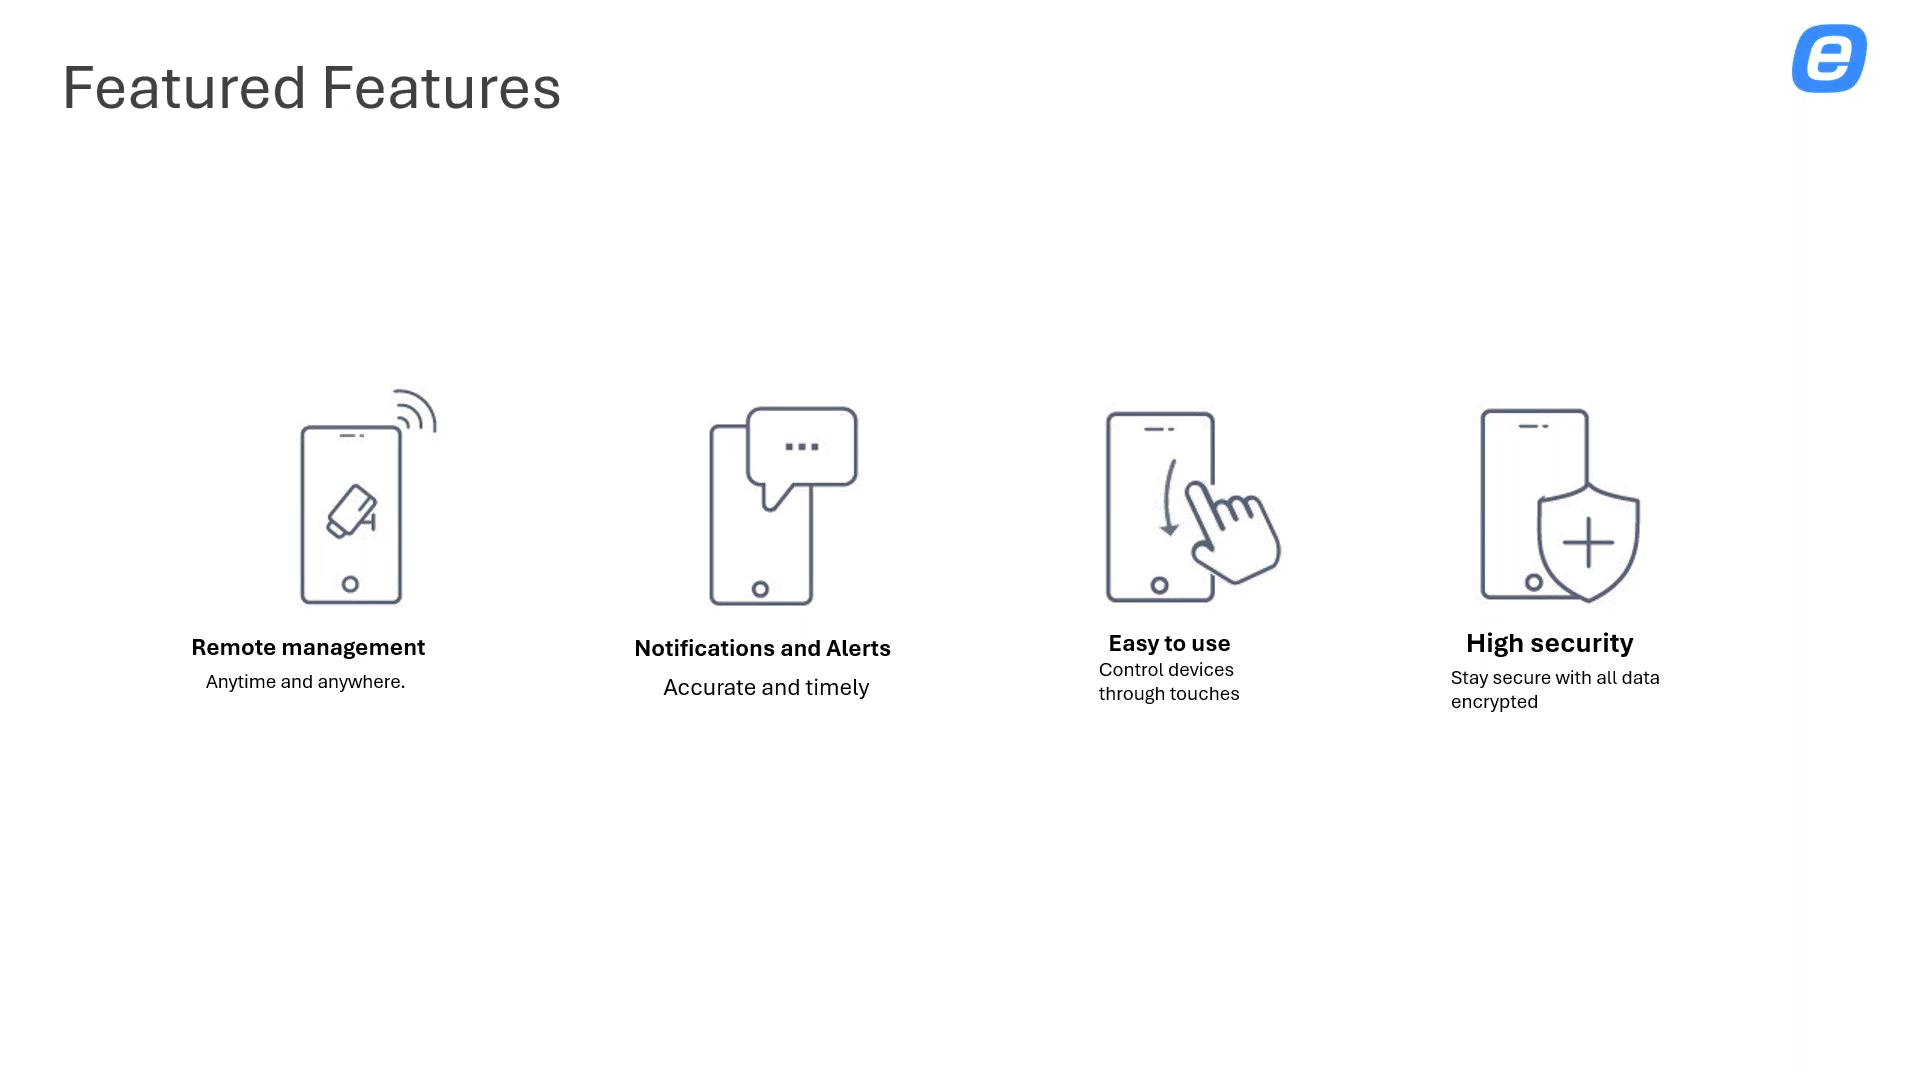 Featured Features
e
Remote management
Anytime and anywhere.
Notifications and Alerts
Accurate and timely
Easy to use
Control devices
through touches
High security
Stay secure with all data
encrypted